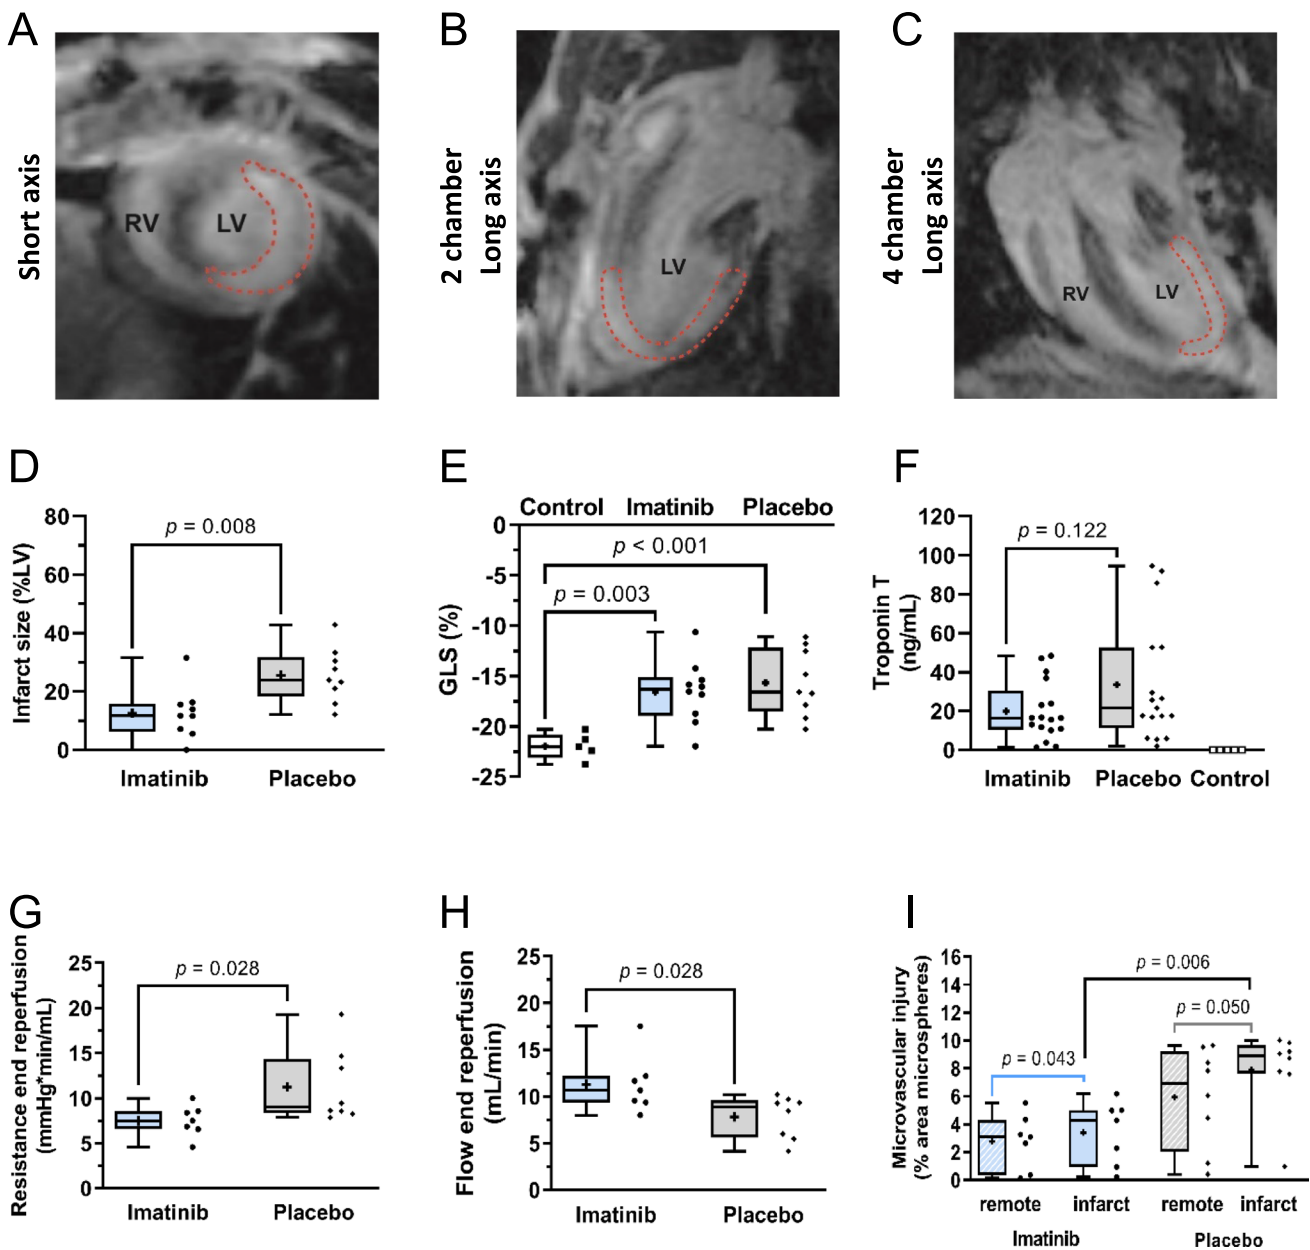 A
B
C
Short axis
RV
LV
2 chamber
Long axis
LV
4 chamber
Long axis
RV
LV
D
Infarct size (%LV)
80
60
40
20
0
p = 0.008
Imatinib
Placebo
E
GLS (%)
Control
Imatinib
Placebo
0
-5
-10
-15
-20
-25
p < 0.001
p = 0.003
F
Troponin T
(ng/mL)
120
100
80
60
40
20
0
p = 0.122
Imatinib
Placebo
Control
G
Resistance end reperfusion
(mmHg*min/mL)
25
20
15
10
5
0
p = 0.028
Imatinib
Placebo
H
Flow end reperfusion
(mL/min)
25
20
15
10
5
0
p = 0.028
Imatinib
Placebo
I
Microvascular injury
(% area microspheres)
16
14
12
10
8
6
4
2
0
p = 0.006
p = 0.050
p = 0.043
remote
infarct
remote
infarct
Imatinib
Placebo